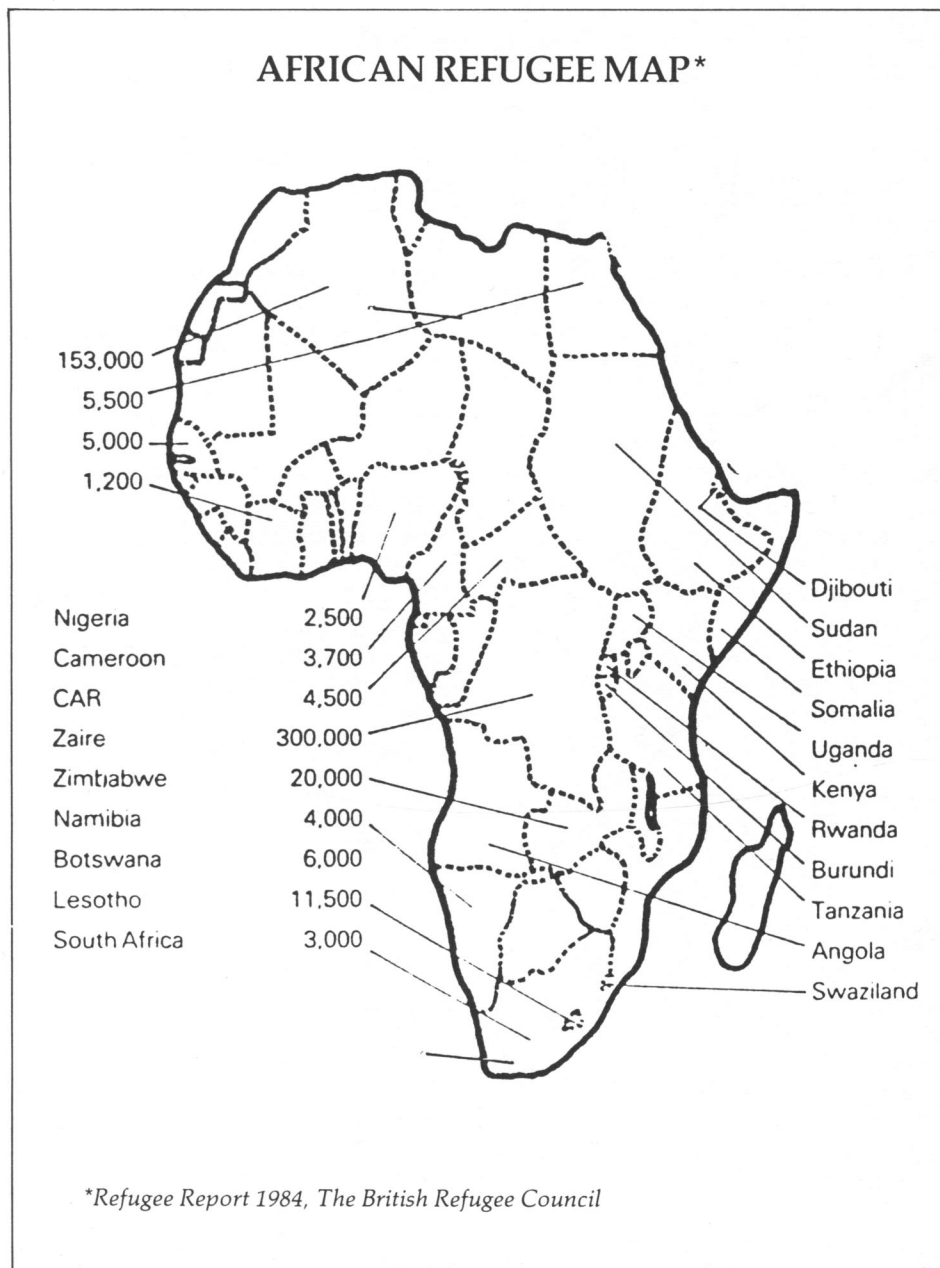 AFRICAN REFUGEE MAP*
153,000
5,500
5,000
1,200
Nigeria 2,500
Cameroon 3,700
CAR 4,500
Zaire 300,000
Zimbabwe 20,000
Namibia 4,000
Botswana 6,000
Lesotho 11,500
South Africa 3,000
Djibouti
Sudan
Ethiopia
Somalia
Uganda
Kenya
Rwanda
Burundi
Tanzania
Angola
Swaziland
*Refugee Report 1984, The British Refugee Council